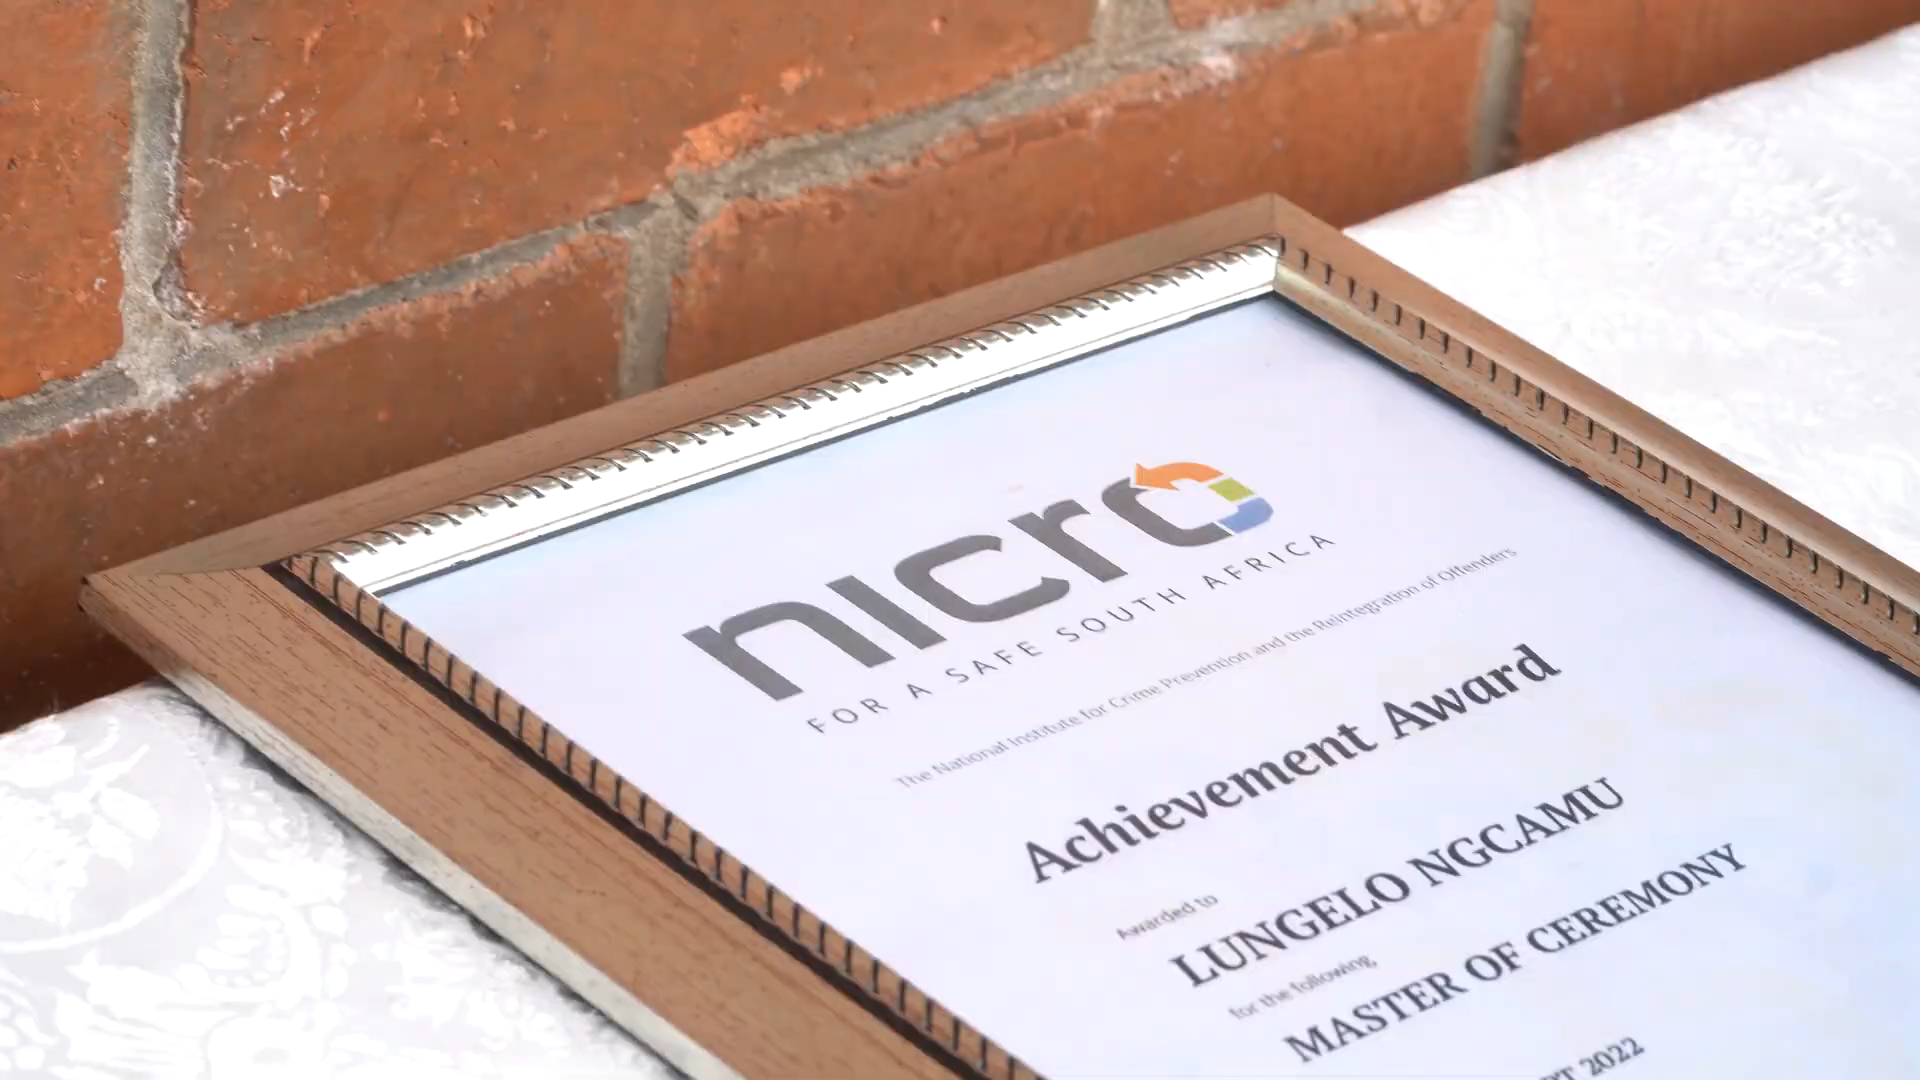 nicro
FOR A SAFE SOUTH AFRICA
The National Institute for Crime Prevention and the Reintegration of Offenders
Achievement Award
Awarded to
LUNGELO NGCAMU
for the following
MASTER OF CEREMONY
2022